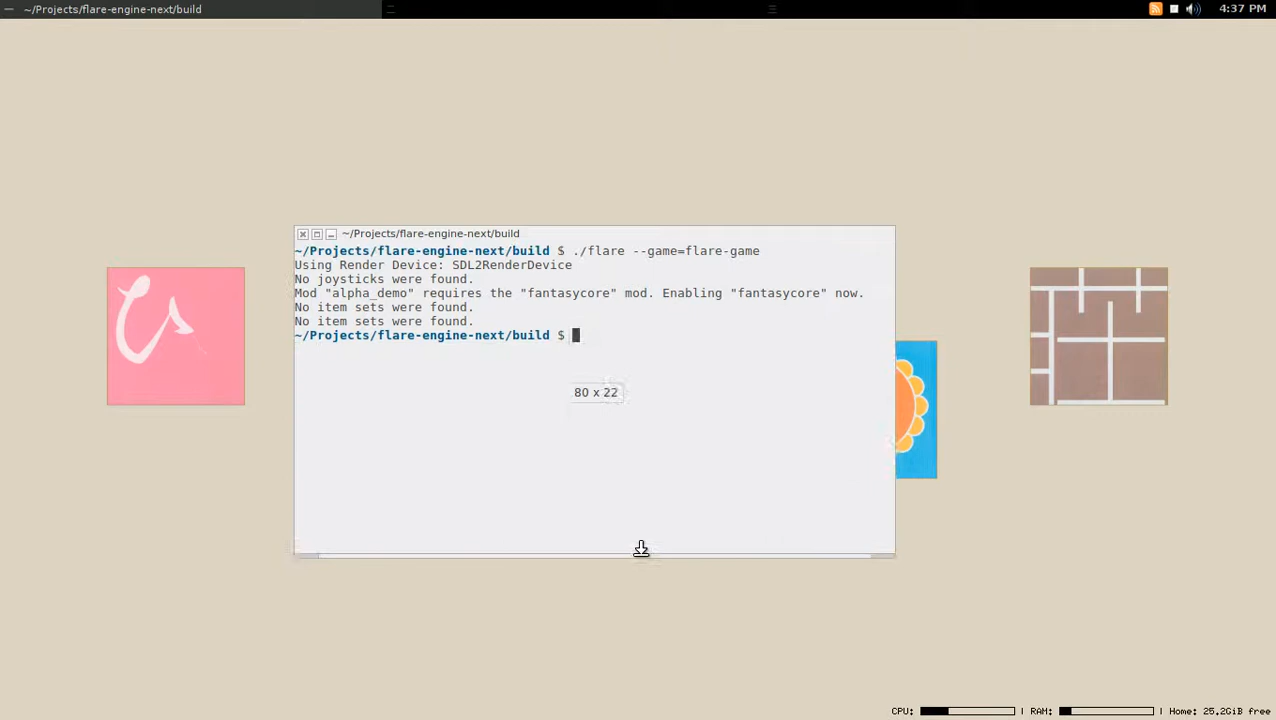 ~/Projects/flare-engine-next/build
4:37 PM
~/Projects/flare-engine-next/build
~/Projects/flare-engine-next/build $ ./flare --game=flare-game
Using Render Device: SDL2RenderDevice
No joysticks were found.
Mod "alpha_demo" requires the "fantasycore" mod. Enabling "fantasycore" now.
No item sets were found.
No item sets were found.
~/Projects/flare-engine-next/build $
80 x 22
CPU: | RAM: | Home: 25,2GiB free